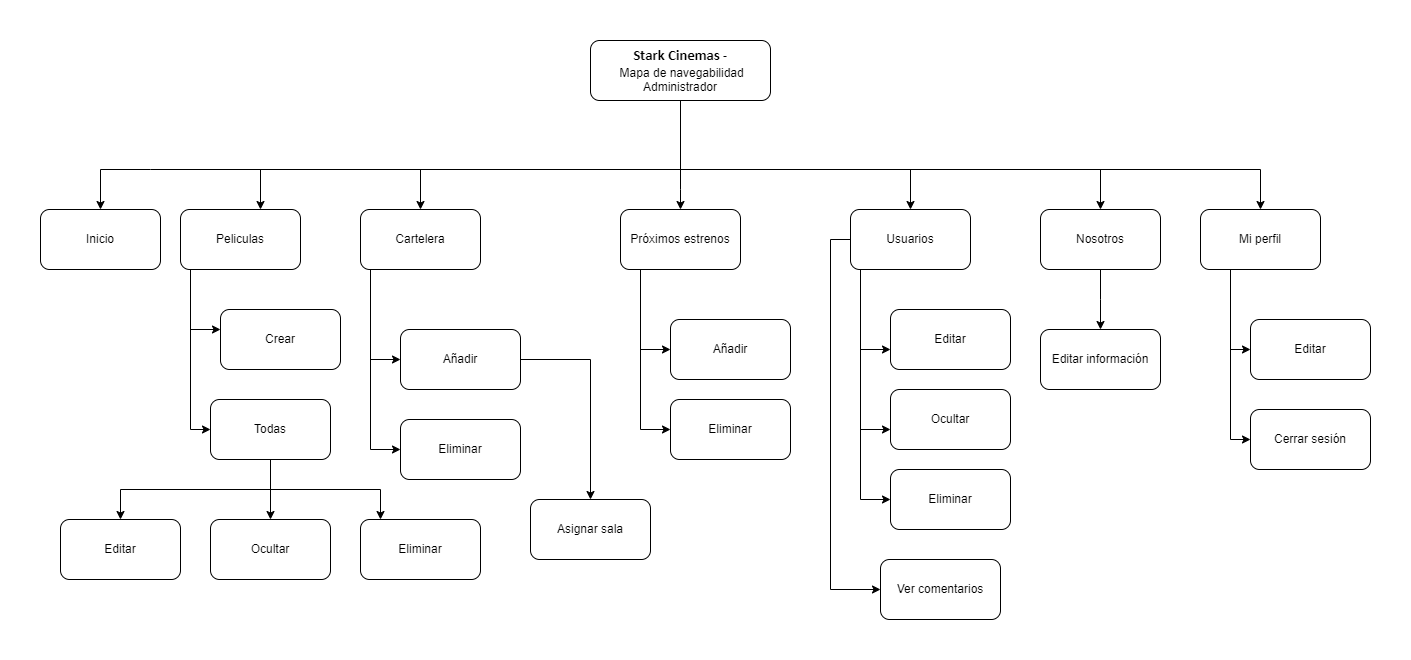 Stark Cinemas -
Mapa de navegabilidad
Administrador
Inicio
Peliculas
Cartelera
Próximos estrenos
Usuarios
Nosotros
Mi perfil
Crear
Todas
Editar
Ocultar
Eliminar
Añadir
Eliminar
Asignar sala
Añadir
Eliminar
Editar
Ocultar
Eliminar
Ver comentarios
Editar información
Editar
Cerrar sesión